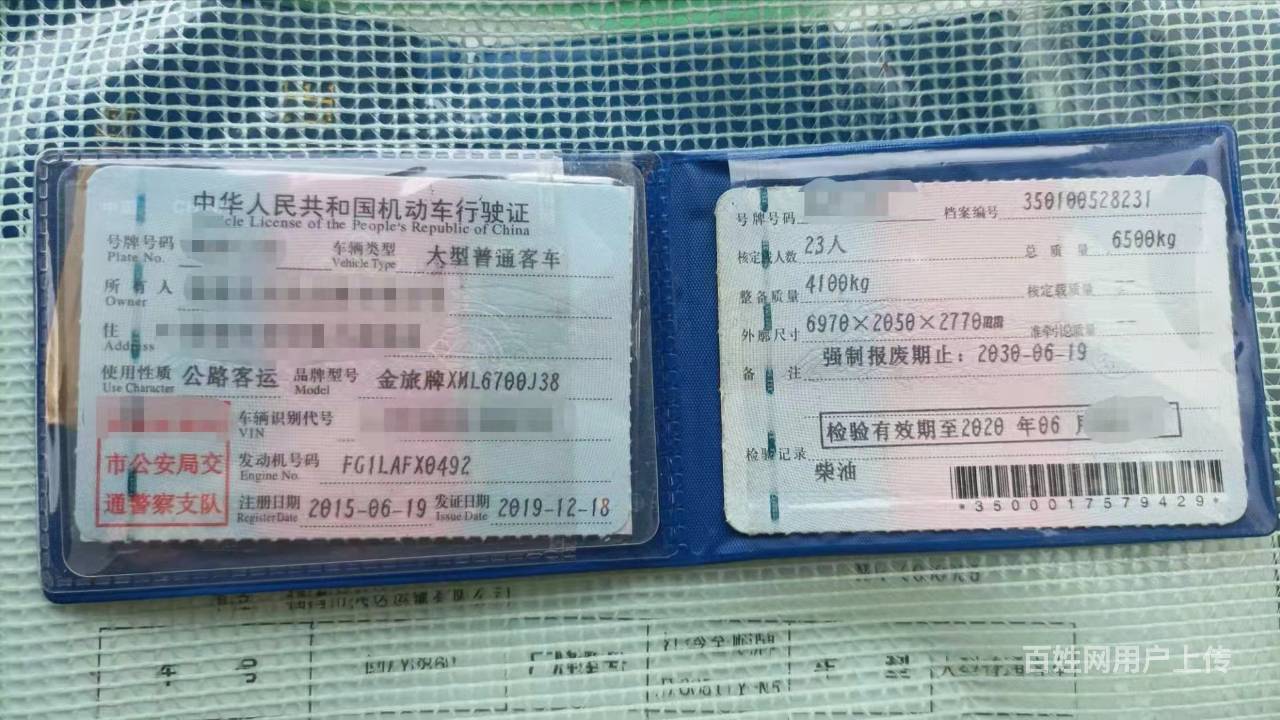 中华人民共和国机动车行驶证
cle License of the People's Republic of China
号牌号码 车辆类型 大型普通客车
Plate No. Vehicle Type
所有人
Owner
住
Address
使用性质 公路客运 品牌型号 金旅牌XML6700J38
Use Character Model
车辆识别代号
VIN
市公安局交
通警察支队
发动机号码 FG1LAFX0492
Engine No.
注册日期 2015-06-19 发证日期 2019-12-18
Register Date Issue Date
号牌号码 档案编号 350100528231
核定载人数 23人 总质量 6500kg
整备质量 4100kg 核定载质量 --
外廓尺寸 6970×2050×2770 准牵引总质量 --
备注 强制报废期止：2030-06-19
检验有效期至2020 年06 月
检验记录
柴油
*3500017579429*
百姓网用户上传